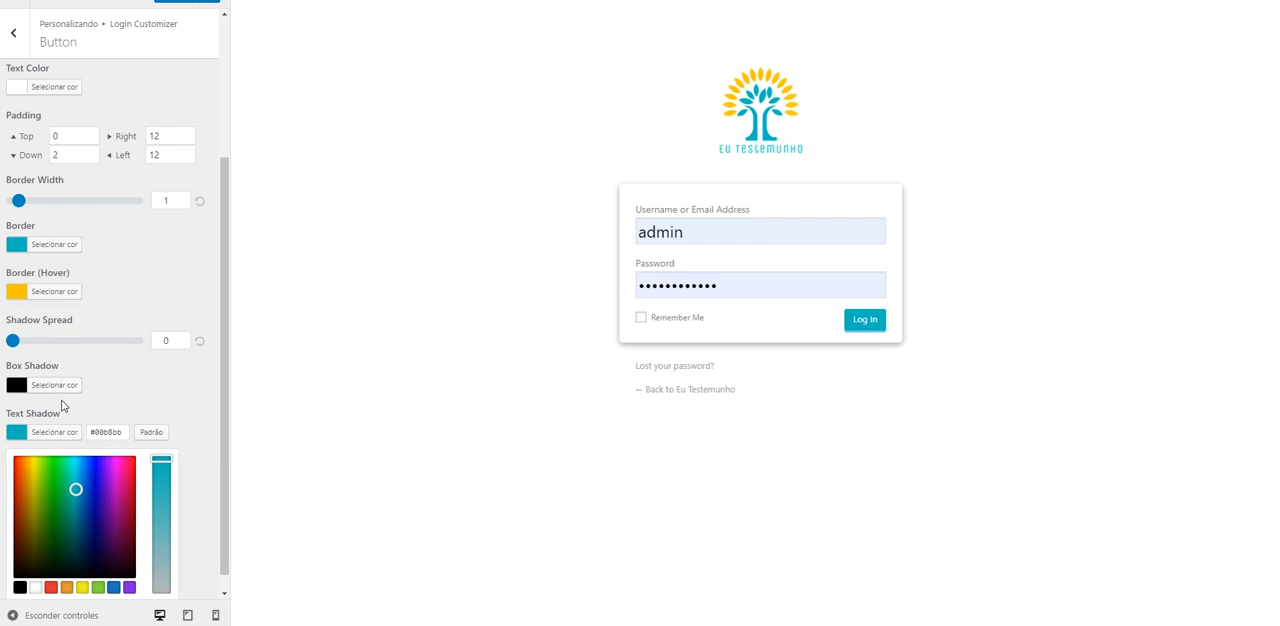 Personalizando ▸ Login Customizer
Button
Text Color
Selecionar cor
Padding
Top 0 Right 12
Down 2 Left 12
Border Width
1
Border
Selecionar cor
Border (Hover)
Selecionar cor
Shadow Spread
0
Box Shadow
Selecionar cor
Text Shadow
Selecionar cor #00b8bb Padrão
Esconder controles
EU TESTEMUNHO
Username or Email Address
admin
Password
••••••••••••
Remember Me Log In
Lost your password?
← Back to Eu Testemunho